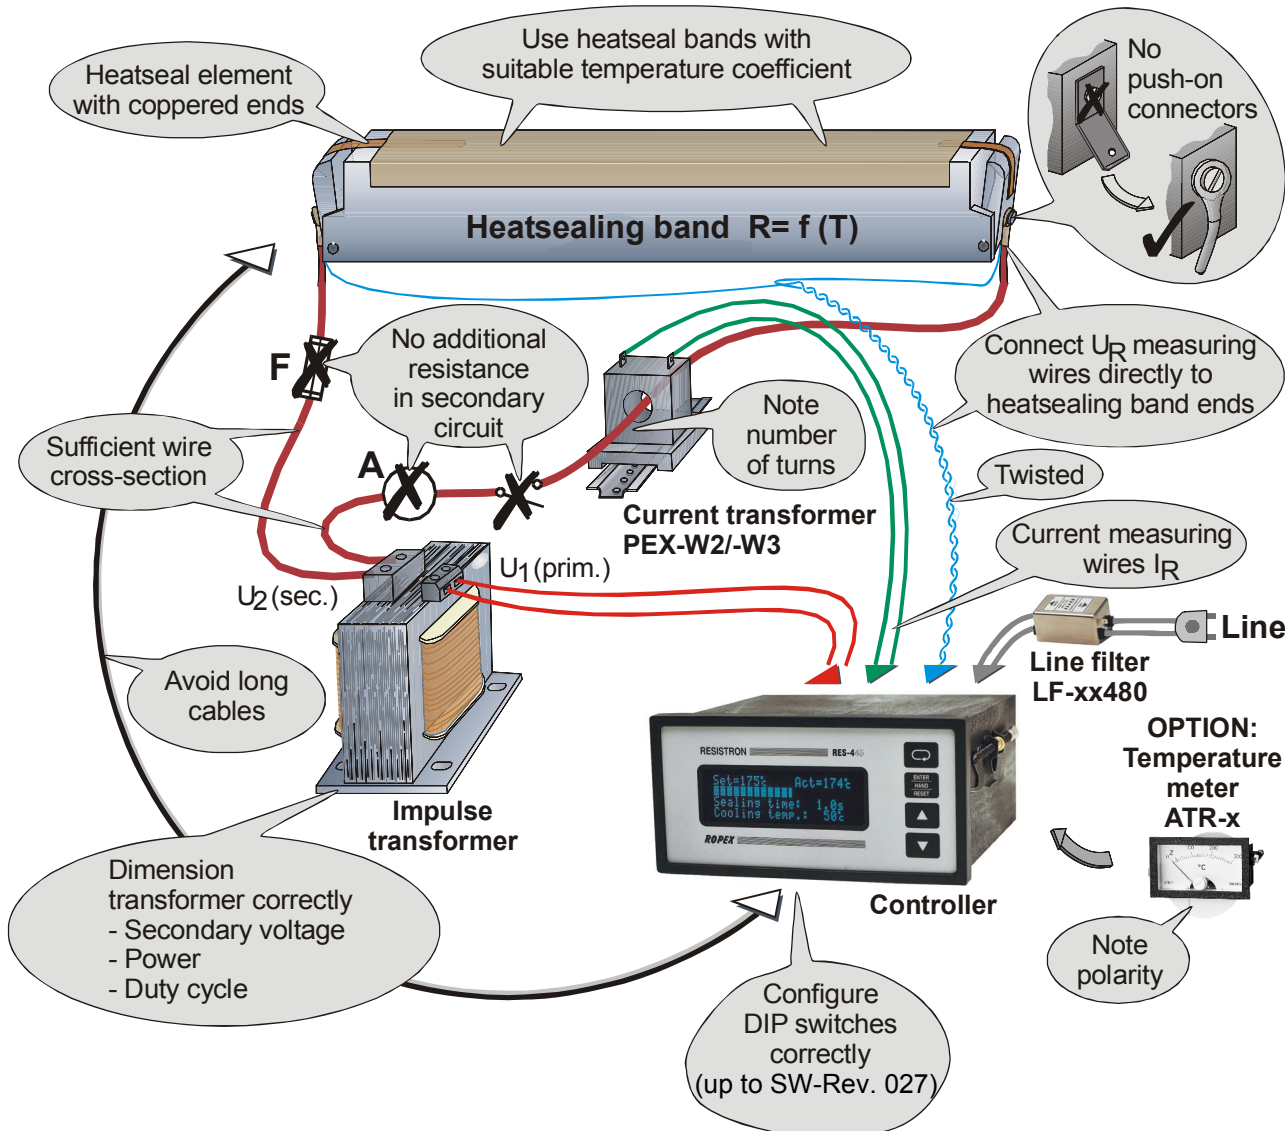 Use heatseal bands with
suitable temperature coefficient
Heatseal element
with coppered ends
No
push-on
connectors
Heatsealing band R= f (T)
F
No additional
resistance
in secondary
circuit
Connect UR measuring
wires directly to
heatsealing band ends
Note
number
of turns
Sufficient wire
cross-section
A
Twisted
Current transformer
PEX-W2/-W3
Current measuring
wires IR
U1 (prim.)
U2 (sec.)
Line
Line filter
LF-xx480
Avoid long
cables
OPTION:
Temperature
meter
ATR-x
RESISTRON
RES-445
Set=175°c Act=174°c
Sealing time: 1.0s
Cooling temp.: 50°c
ENTER
HAND
RESET
ROPEX
Impulse
transformer
°C
Controller
Dimension
transformer correctly
- Secondary voltage
- Power
- Duty cycle
Note
polarity
Configure
DIP switches
correctly
(up to SW-Rev. 027)